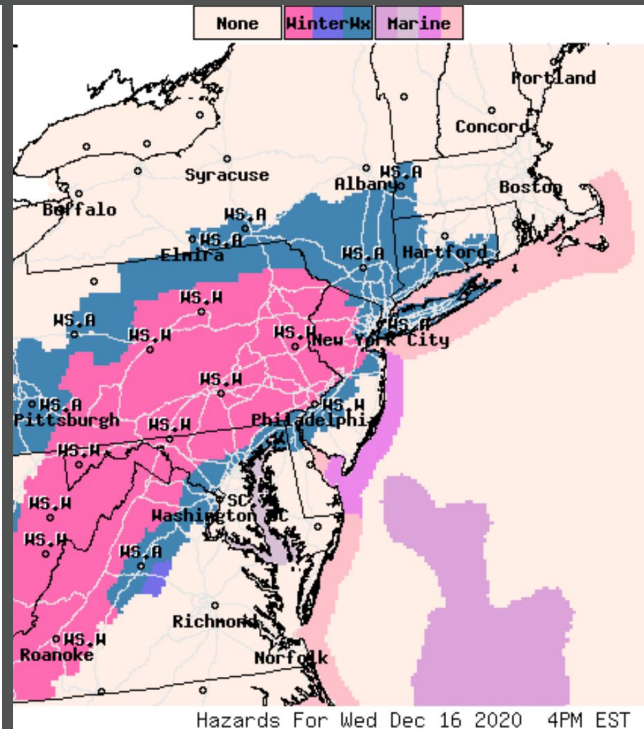 None WinterWx Marine
Portland
Concord
Syracuse
Albany WS.A
Boston
Buffalo
WS.A
WS.A
Elmira
Hartford
WS.A
WS.W
WS.A
WS.A
WS.W
WS.W
New York City
WS.W
WS.A
Pittsburgh
WS.W
Philadelphia
WS.W
WS.W
WS.W
SC
Washington DC
WS.W
WS.A
Richmond
WS.W
Roanoke
Norfolk
Hazards For Wed Dec 16 2020 4PM EST